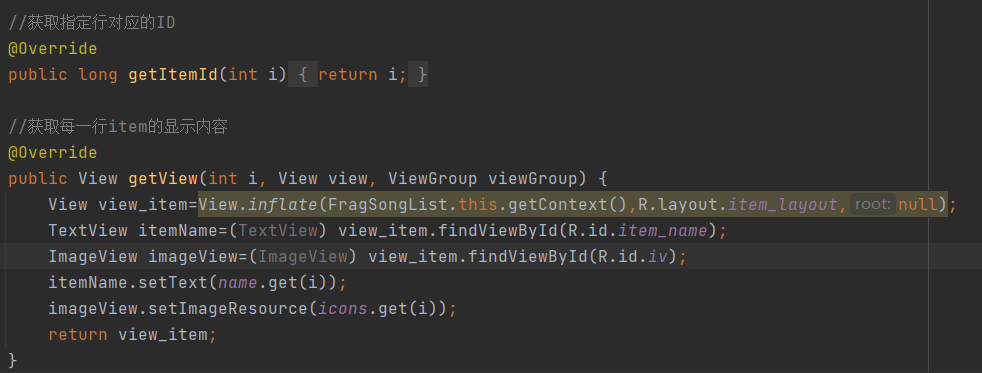 //获取指定行对应的ID
@Override
public long getItemId(int i) { return i; }
//获取每一行item的显示内容
@Override
public View getView(int i, View view, ViewGroup viewGroup) {
View view_item=View.inflate(FragSongList.this.getContext(),R.layout.item_layout, root: null);
TextView itemName=(TextView) view_item.findViewById(R.id.item_name);
ImageView imageView=(ImageView) view_item.findViewById(R.id.iv);
itemName.setText(name.get(i));
imageView.setImageResource(icons.get(i));
return view_item;
}